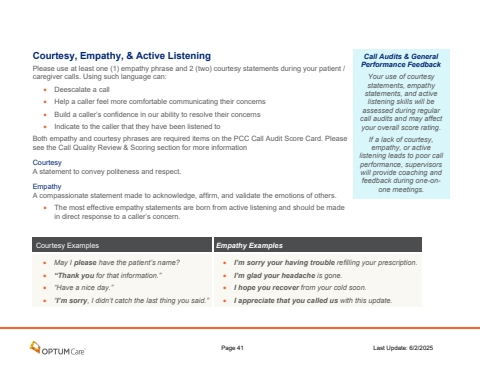 Courtesy, Empathy, & Active Listening
Please use at least one (1) empathy phrase and 2 (two) courtesy statements during your patient /
caregiver calls. Using such language can:
• Deescalate a call
• Help a caller feel more comfortable communicating their concerns
• Build a caller's confidence in our ability to resolve their concerns
• Indicate to the caller that they have been listened to
Both empathy and courtesy phrases are required items on the PCC Call Audit Score Card. Please
see the Call Quality Review & Scoring section for more information
Courtesy
A statement to convey politeness and respect.
Empathy
A compassionate statement made to acknowledge, affirm, and validate the emotions of others.
• The most effective empathy statements are born from active listening and should be made
in direct response to a caller's concern.
Call Audits & General
Performance Feedback
Your use of courtesy
statements, empathy
statements, and active
listening skills will be
assessed during regular
call audits and may affect
your overall score rating.
If a lack of courtesy,
empathy, or active
listening leads to poor call
performance, supervisors
will provide coaching and
feedback during one-on-
one meetings.
Courtesy Examples
• May I please have the patient's name?
• "Thank you for that information."
• "Have a nice day."
• "I'm sorry, I didn't catch the last thing you said."
Empathy Examples
• I'm sorry your having trouble refilling your prescription.
• I'm glad your headache is gone.
• I hope you recover from your cold soon.
• I appreciate that you called us with this update.
OPTUMCare
Page 41
Last Update: 6/2/2025